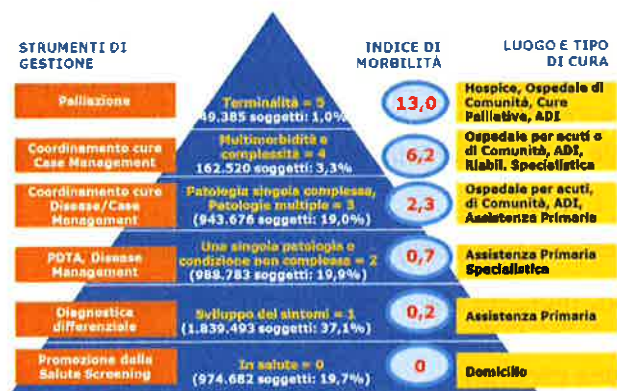 STRUMENTI DI
GESTIONE
INDICE DI
MORBILITÀ
LUOGO E TIPO
DI CURA
Palliazione
Terminalità = 5
49.385 soggetti: 1,0%)
13,0
Hospice, Ospedale di
Comunità, Cure
Palliative, ADI
Coordinamento cure
Case Management
Multimorbidità e
complessità = 4
162.520 soggetti: 3,3%)
6,2
Ospedale per acuti o
di Comunità, ADI,
Riabil. Specialistica
Coordinamento cure
Disease/Case
Management
Patologia singola complessa,
Patologie multiple = 3
(943.676 soggetti: 19,0%)
2,3
Ospedale per acuti,
di Comunità, ADI,
Assistenza Primaria
PDTA, Disease
Management
Una singola patologia o
condizione non complessa = 2
(988.783 soggetti: 19,9%)
0,7
Assistenza Primaria
Specialistica
Diagnostica
differenziale
Sviluppo dei sintomi = 1
(1.839.493 soggetti: 37,1%)
0,2
Assistenza Primaria
Promozione della
Salute Screening
In salute = 0
(974.682 soggetti: 19,7%)
0
Domicilio